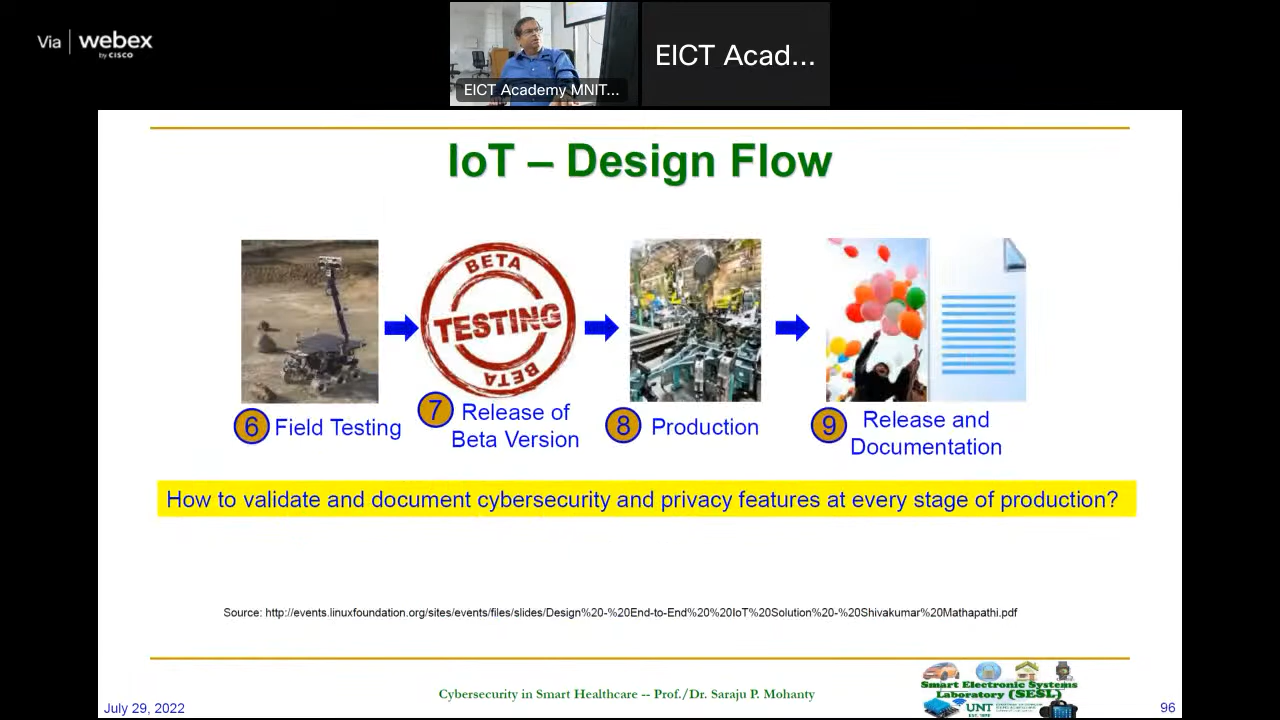 Via webex
by CISCO
EICT Academy MNIT...
EICT Acad...
IoT – Design Flow
BETA
TESTING
BETA
6 Field Testing
7 Release of
Beta Version
8 Production
9 Release and
Documentation
How to validate and document cybersecurity and privacy features at every stage of production?
Source: http://events.linuxfoundation.org/sites/events/files/slides/Design%20-%20End-to-End%20%20IoT%20Solution%20-%20Shivakumar%20Mathapathi.pdf
July 29, 2022
Cybersecurity in Smart Healthcare -- Prof./Dr. Saraju P. Mohanty
Smart Electronic Systems
Laboratory (SESL)
UNT
96